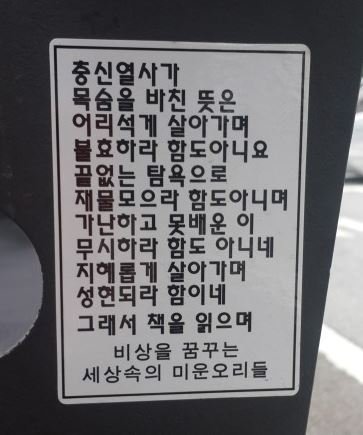 충신열사가
목숨을 바친 뜻은
어리석게 살아가며
불효하라 함도아니요
끝없는 탐욕으로
재물모으라 함도아니며
가난하고 못배운 이
무시하라 함도 아니네
지혜롭게 살아가며
성현되라 함이네
그래서 책을 읽으며
비상을 꿈꾸는
세상속의 미운오리들